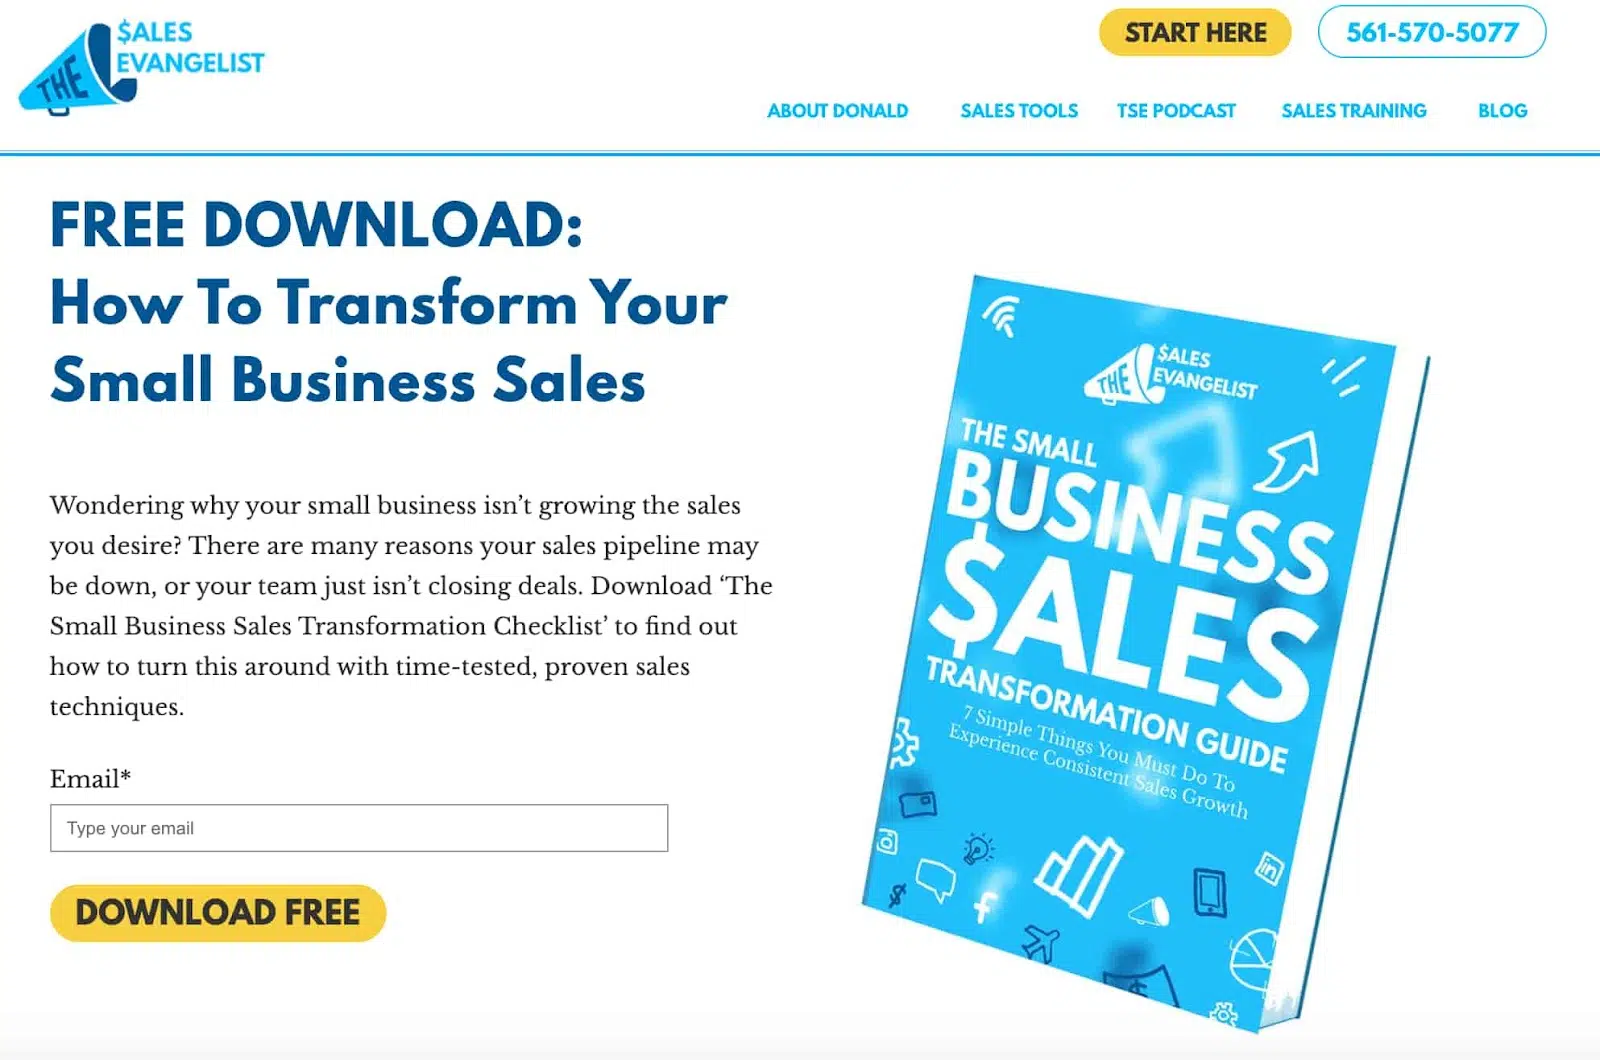 $ALES
THE EVANGELIST
START HERE
561-570-5077
ABOUT DONALD
SALES TOOLS
TSE PODCAST
SALES TRAINING
BLOG
FREE DOWNLOAD:
How To Transform Your
Small Business Sales
Wondering why your small business isn’t growing the sales
you desire? There are many reasons your sales pipeline may
be down, or your team just isn’t closing deals. Download ‘The
Small Business Sales Transformation Checklist’ to find out
how to turn this around with time-tested, proven sales
techniques.
Email*
Type your email
DOWNLOAD FREE
$ALES
THE EVANGELIST
THE SMALL
BUSINESS
$ALES
TRANSFORMATION GUIDE
7 Simple Things You Must Do To
Experience Consistent Sales Growth
in
$
f
$